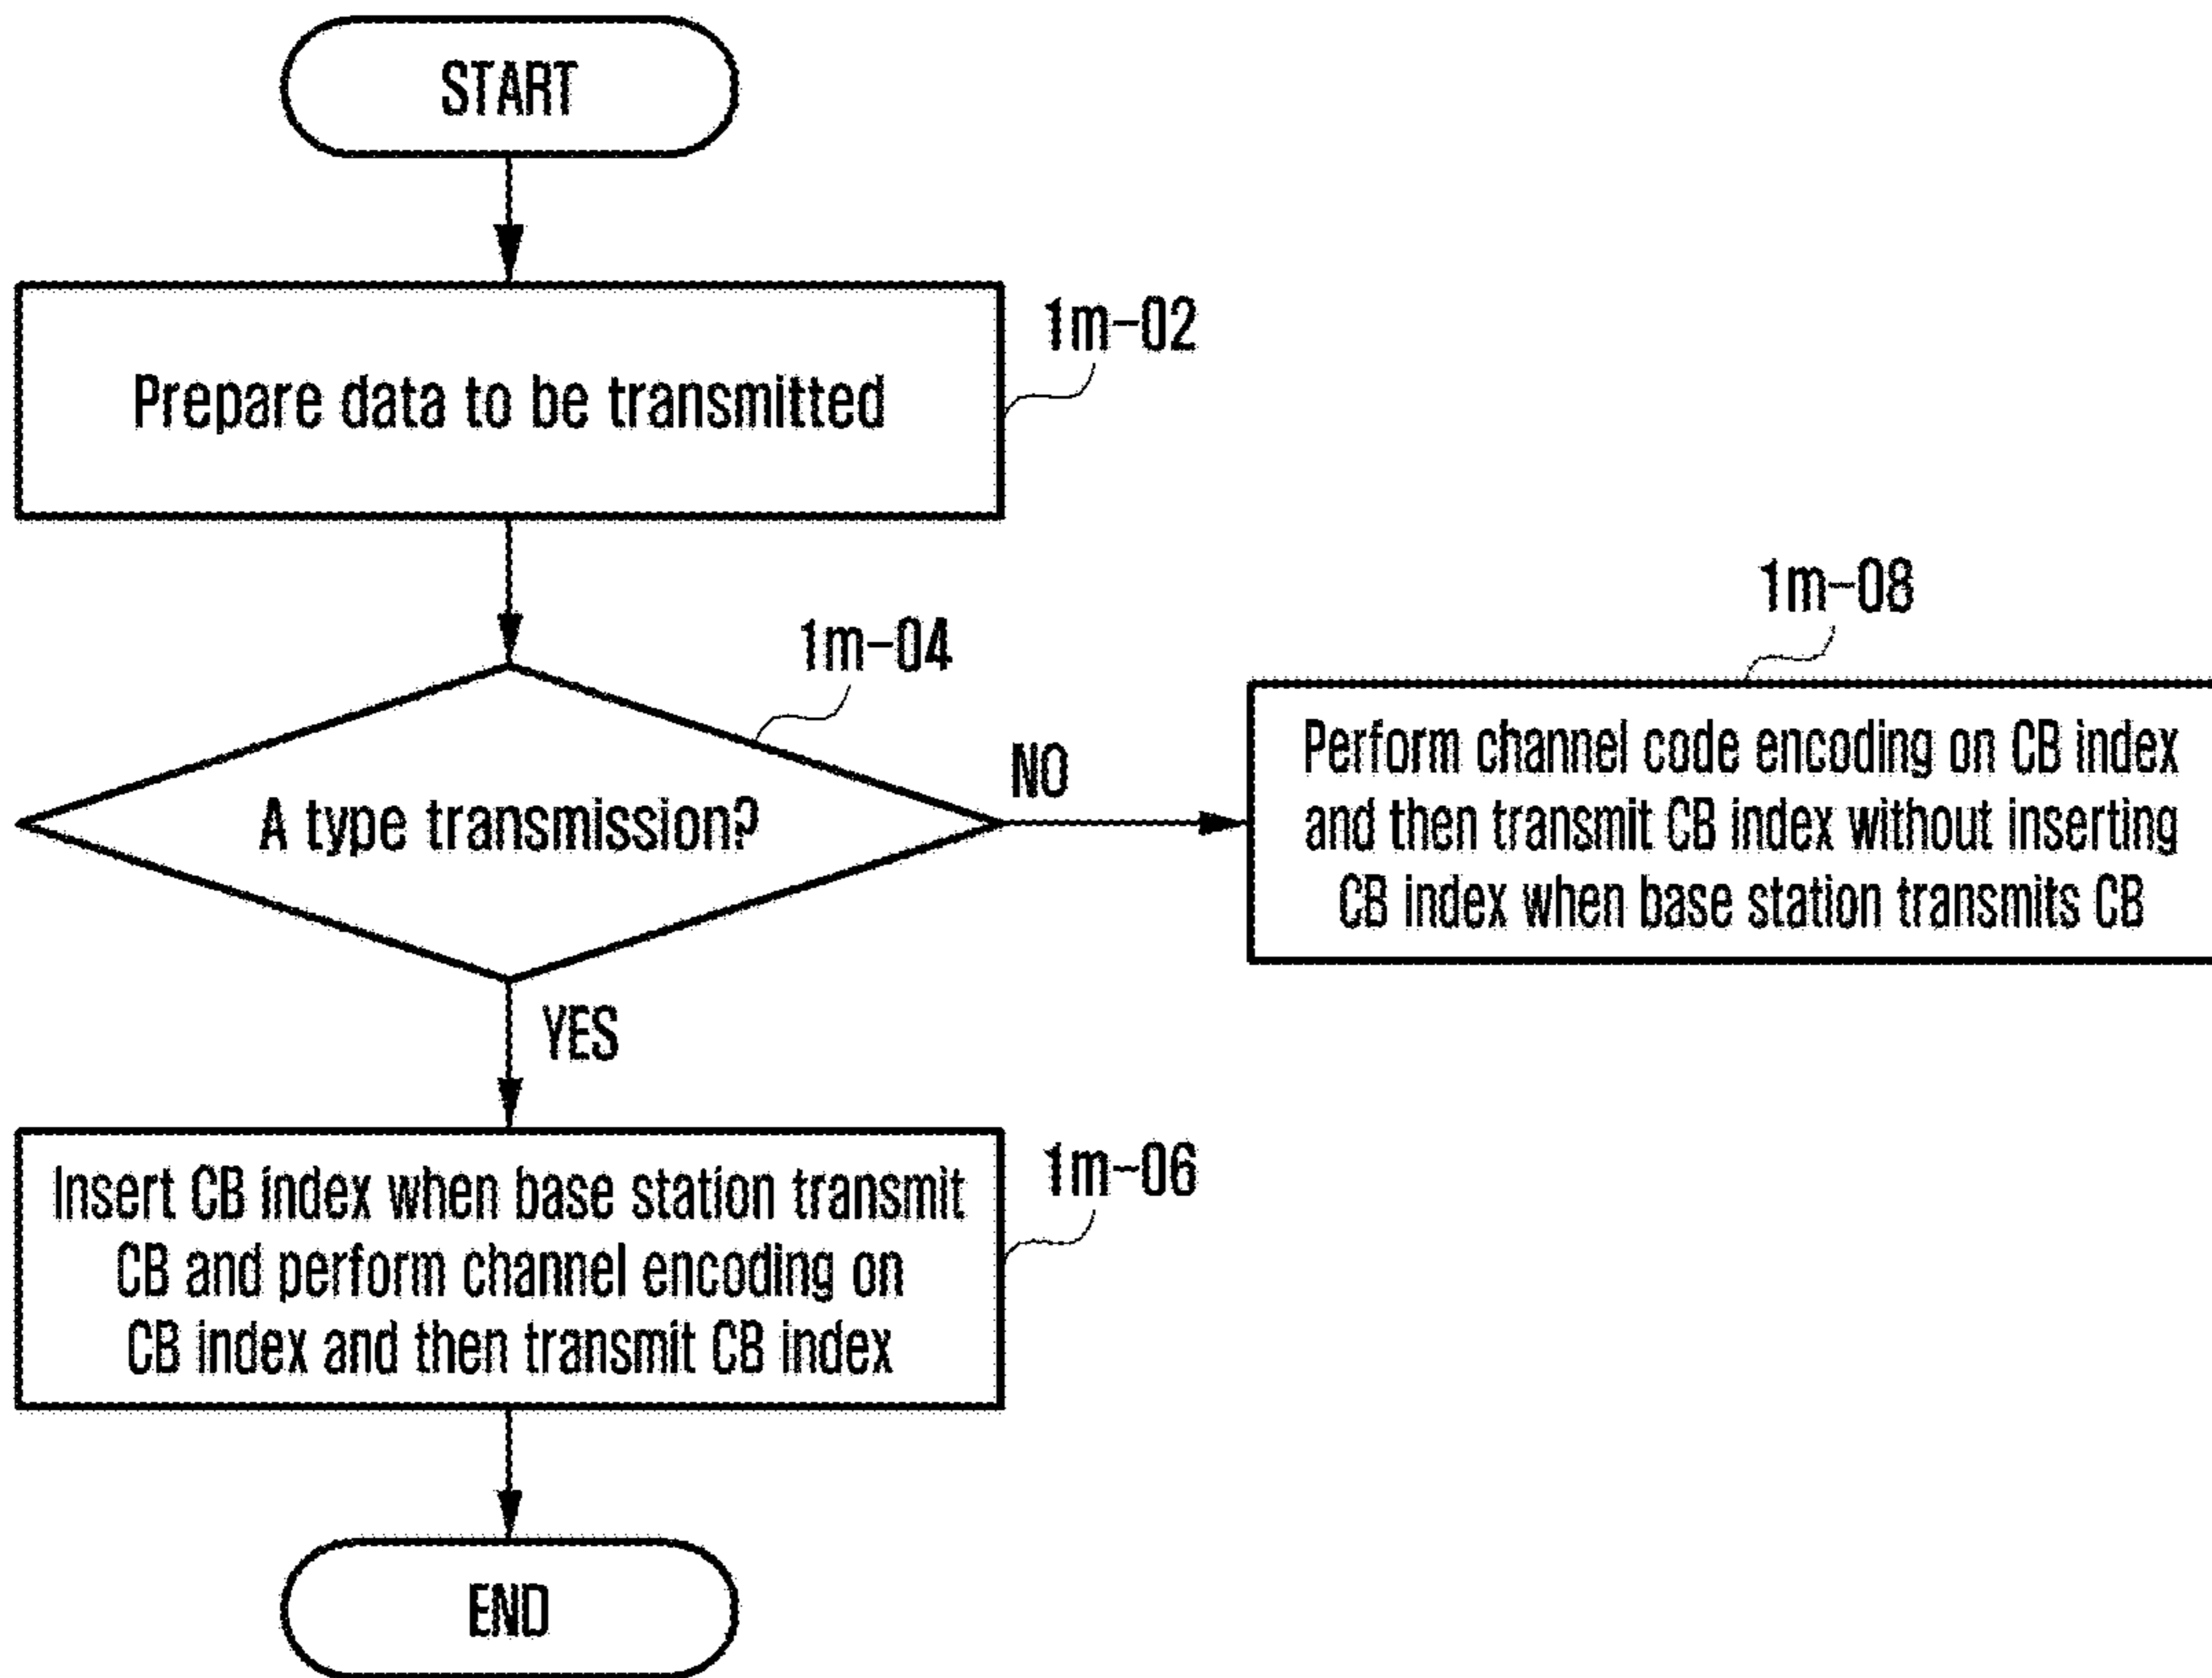 START
Prepare data to be transmitted
1m-02
1m-04
A type transmission?
NO
1m-08
Perform channel code encoding on CB index
and then transmit CB index without inserting
CB index when base station transmits CB
YES
Insert CB index when base station transmit
CB and perform channel encoding on
CB index and then transmit CB index
1m-06
END